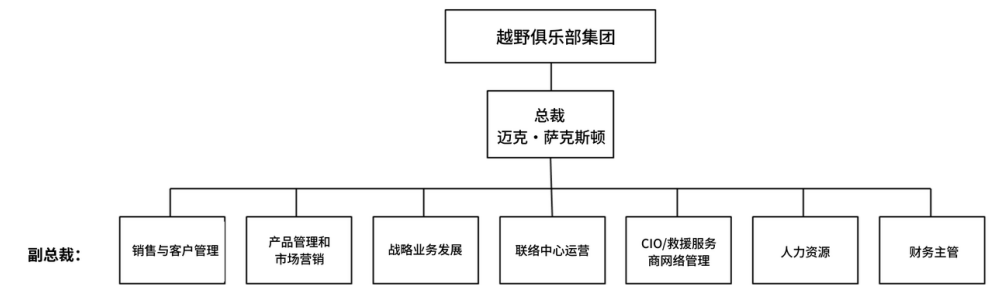 越野俱乐部集团
总裁
迈克·萨克斯顿
副总裁：
销售与客户管理
产品管理和
市场营销
战略业务发展
联络中心运营
CIO/救援服务
商网络管理
人力资源
财务主管